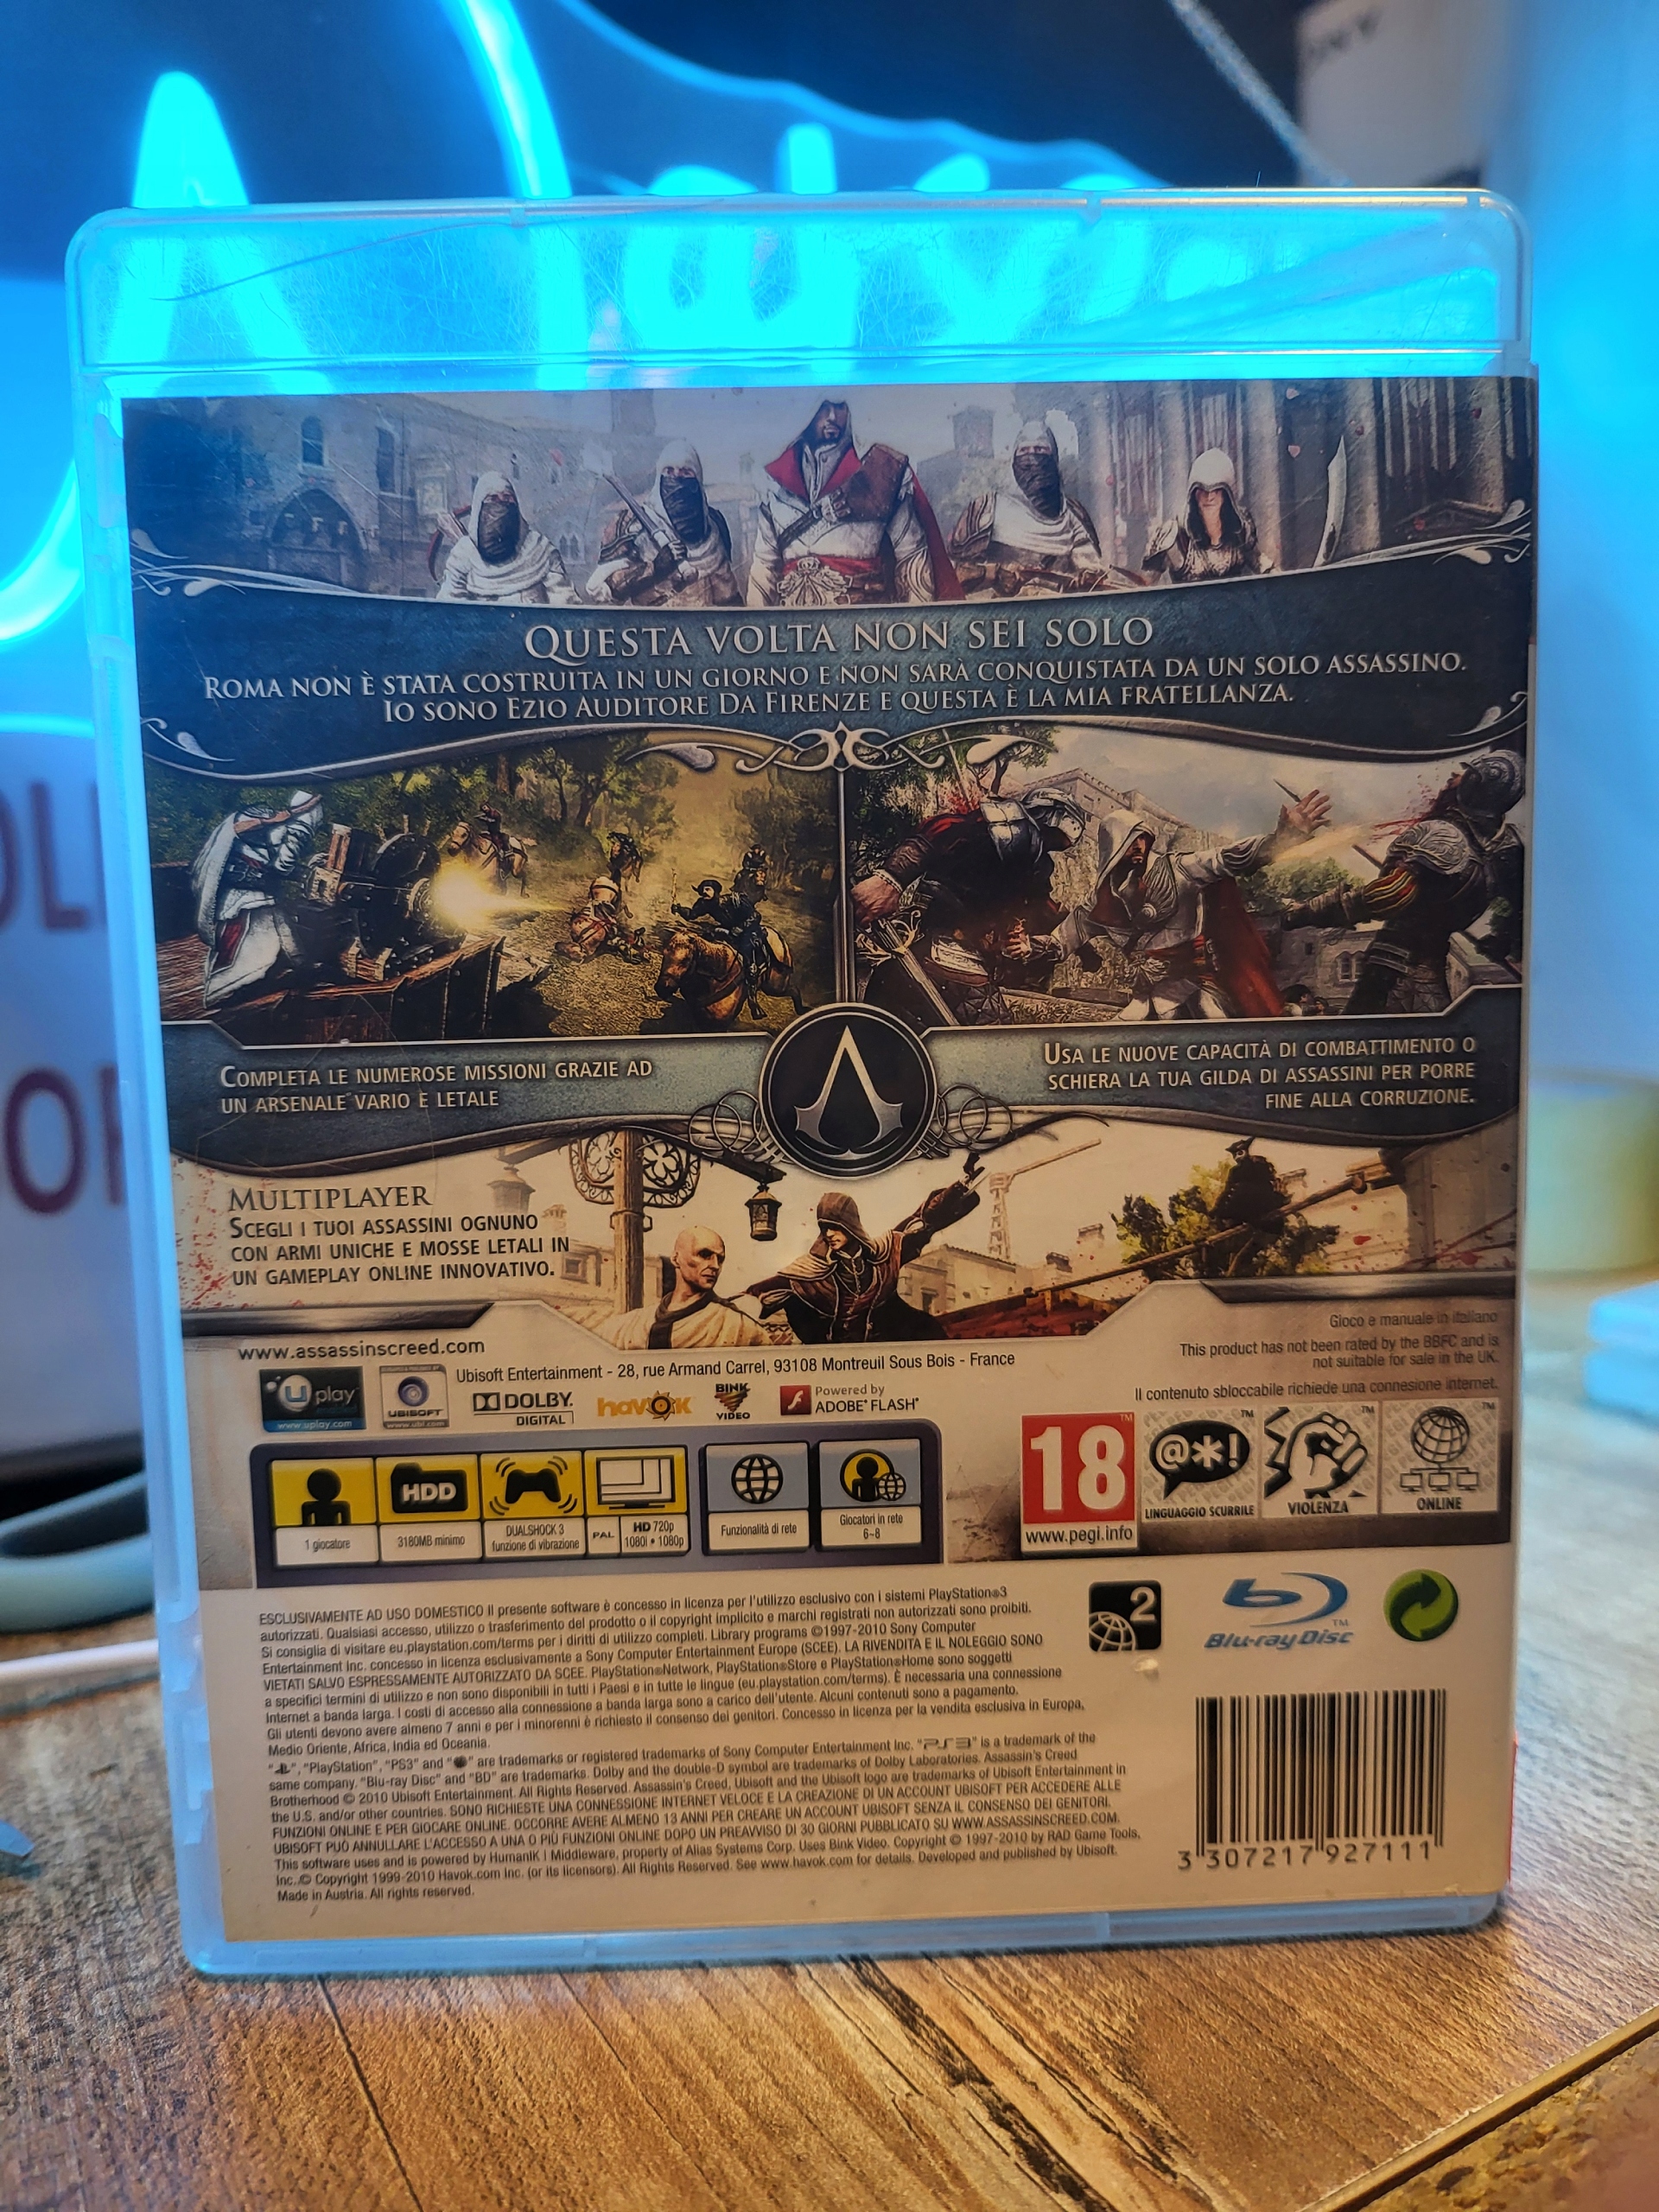 QUESTA VOLTA NON SEI SOLO
ROMA NON È STATA COSTRUITA IN UN GIORNO E NON SARÀ CONQUISTATA DA UN SOLO ASSASSINO.
IO SONO EZIO AUDITORE DA FIRENZE E QUESTA È LA MIA FRATELLANZA.
COMPLETA LE NUMEROSE MISSIONI GRAZIE AD
UN ARSENALE VARIO E LETALE
USA LE NUOVE CAPACITÀ DI COMBATTIMENTO O
SCHIERA LA TUA GILDA DI ASSASSINI PER PORRE
FINE ALLA CORRUZIONE.
MULTIPLAYER
SCEGLI I TUOI ASSASSINI OGNUNO
CON ARMI UNICHE E MOSSE LETALI IN
UN GAMEPLAY ONLINE INNOVATIVO.
Gioco e manuale in italiano
This product has not been rated by the BBFC and is
not suitable for sale in the UK.
Il contenuto sbloccabile richiede una connesione internet.
www.assassinscreed.com
Ubisoft Entertainment - 28, rue Armand Carrel, 93108 Montreuil Sous Bois - France
Uplay
www.uplay.com
UBISOFT
www.ubi.com
DOLBY
DIGITAL
havok
BINK
VIDEO
Powered by
ADOBE® FLASH®
1 giocatore
HDD
3180MB minimo
DUALSHOCK 3
funzione di vibrazione
PAL
HD 720p
1080i • 1080p
Funzionalità di rete
Giocatori in rete
6-8
18
www.pegi.info
@*!
LINGUAGGIO SCURRILE
VIOLENZA
ONLINE
ESCLUSIVAMENTE AD USO DOMESTICO Il presente software è concesso in licenza per l'utilizzo esclusivo con i sistemi PlayStation®3
autorizzati. Qualsiasi accesso, utilizzo o trasferimento del prodotto o il copyright implicito e marchi registrati non autorizzati sono proibiti.
Si consiglia di visitare eu.playstation.com/terms per i diritti di utilizzo completi. Library programs ©1997-2010 Sony Computer
Entertainment Inc. concesso in licenza esclusivamente a Sony Computer Entertainment Europe (SCEE). LA RIVENDITA E IL NOLEGGIO SONO
VIETATI SALVO ESPRESSAMENTE AUTORIZZATO DA SCEE. PlayStation®Network, PlayStation®Store e PlayStation®Home sono soggetti
a specifici termini di utilizzo e non sono disponibili in tutti i Paesi e in tutte le lingue (eu.playstation.com/terms). È necessaria una connessione
Internet a banda larga. I costi di accesso alla connessione a banda larga sono a carico dell'utente. Alcuni contenuti sono a pagamento.
Gli utenti devono avere almeno 7 anni e per i minorenni è richiesto il consenso dei genitori. Concesso in licenza per la vendita esclusiva in Europa,
Medio Oriente, Africa, India ed Oceania.
"PlayStation", "PS3" and " " are trademarks or registered trademarks of Sony Computer Entertainment Inc. "PS3" is a trademark of the
same company. "Blu-ray Disc" and "BD" are trademarks. Dolby and the double-D symbol are trademarks of Dolby Laboratories. Assassin's Creed
Brotherhood © 2010 Ubisoft Entertainment. All Rights Reserved. Assassin's Creed, Ubisoft and the Ubisoft logo are trademarks of Ubisoft Entertainment in
the U.S. and/or other countries. SONO RICHIESTE UNA CONNESSIONE INTERNET VELOCE E LA CREAZIONE DI UN ACCOUNT UBISOFT PER ACCEDERE ALLE
FUNZIONI ONLINE E PER GIOCARE ONLINE. OCCORRE AVERE ALMENO 13 ANNI PER CREARE UN ACCOUNT UBISOFT SENZA IL CONSENSO DEI GENITORI.
UBISOFT PUÒ ANNULLARE L'ACCESSO A UNA O PIÙ FUNZIONI ONLINE DOPO UN PREAVVISO DI 30 GIORNI PUBBLICATO SU WWW.ASSASSINSCREED.COM.
This software uses and is powered by HumanIK | Middleware, property of Alias Systems Corp. Uses Bink Video. Copyright © 1997-2010 by RAD Game Tools,
Inc. © Copyright 1999-2010 Havok.com Inc. (or its licensors). All Rights Reserved. See www.havok.com for details. Developed and published by Ubisoft.
Made in Austria. All rights reserved.
2
Blu-ray Disc
3 307217 927111